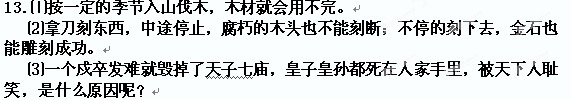 13.⑴按一定的季节入山伐木，木材就会用不完。
⑵拿刀刻东西，中途停止，腐朽的木头也不能刻断；不停的刻下去，金石也
能雕刻成功。
⑶一个戍卒发难就毁掉了天子七庙，皇子皇孙都死在人家手里，被天下人耻
笑，是什么原因呢？